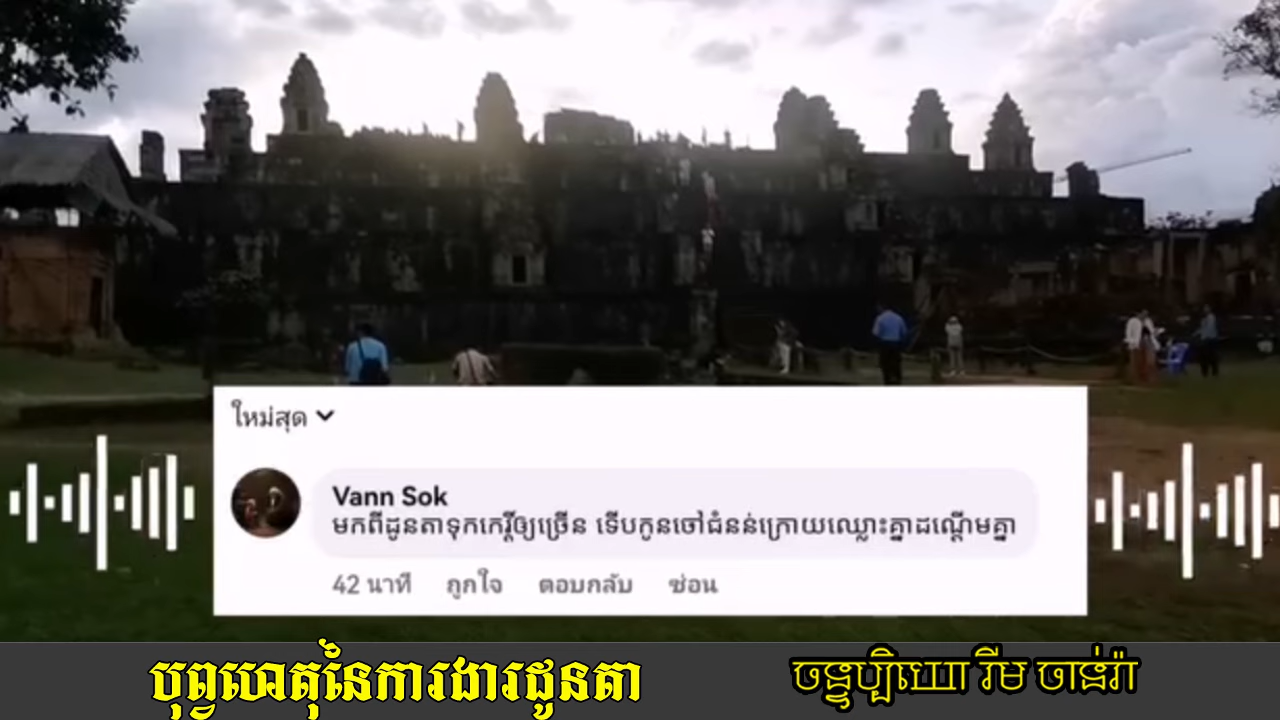 ใหม่สุด
Vann Sok
មកពីដូនតាទុកកេរ្តិ៍ឲ្យច្រើន ទើបកូនចៅជំនន់ក្រោយឈ្លោះគ្នាដណ្តើមគ្នា
42 นาที ถูกใจ ตอบกลับ ซ่อน
បុព្វហេតុនៃការងារដូនតា
ចន្ទប្បិយោ រីម ចាន់រ៉ា